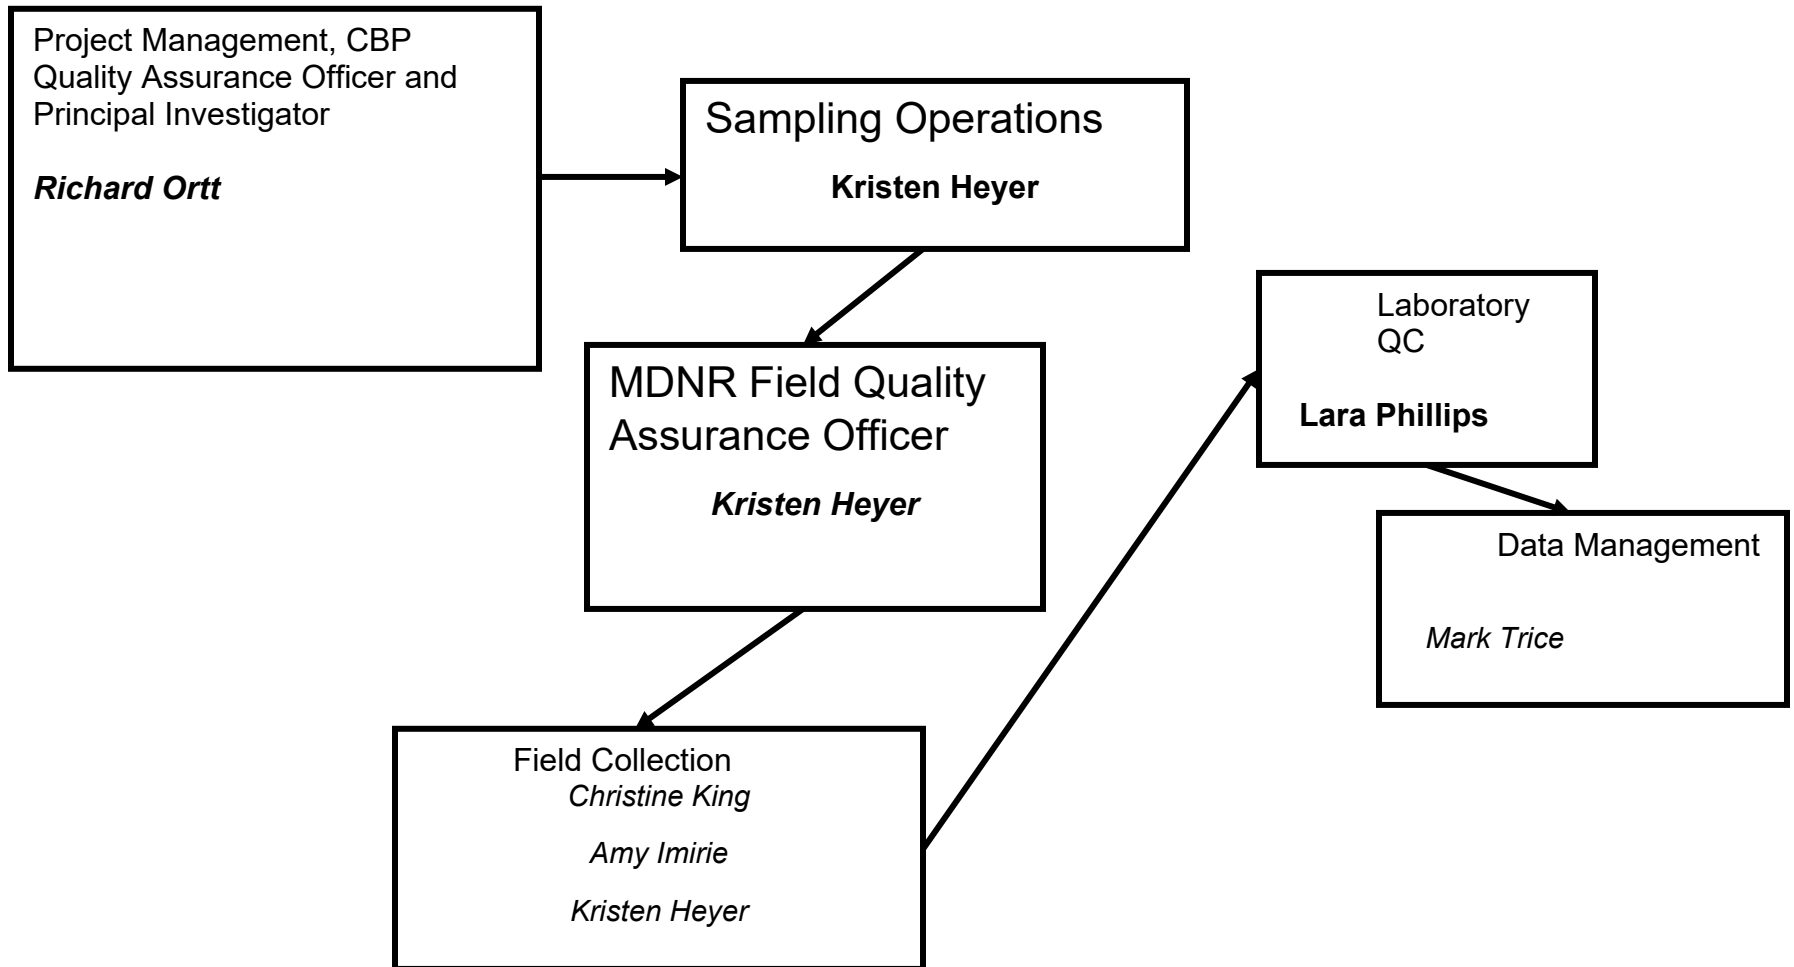 Project Management, CBP
Quality Assurance Officer and
Principal Investigator
Richard Ortt
Sampling Operations
Kristen Heyer
MDNR Field Quality
Assurance Officer
Kristen Heyer
Field Collection
Christine King
Amy Imirie
Kristen Heyer
Laboratory
QC
Lara Phillips
Data Management
Mark Trice